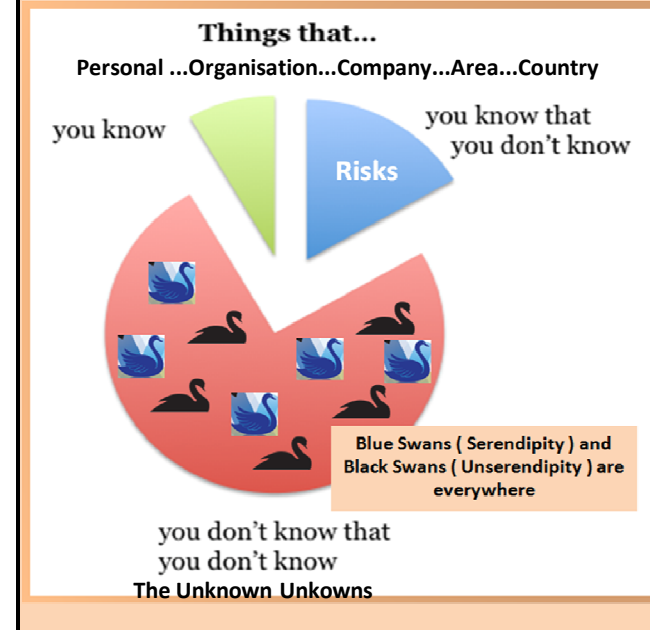 Things that...
Personal ...Organisation...Company...Area...Country
you know
you know that
you don't know
Risks
Blue Swans ( Serendipity ) and
Black Swans ( Unserendipity ) are
everywhere
you don't know that
you don't know
The Unknown Unkowns